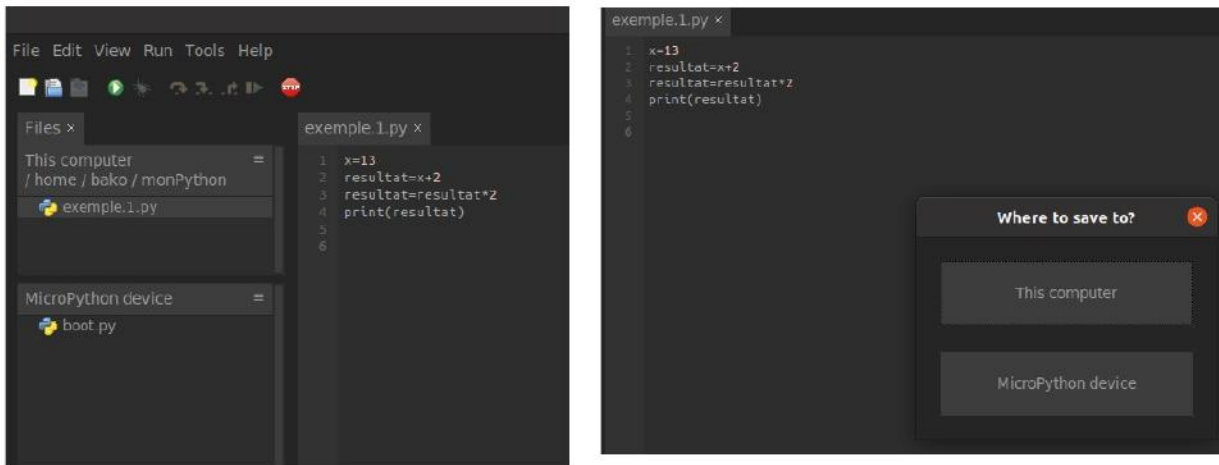 File Edit View Run Tools Help
STOP
Files ×
This computer
/ home / bako / monPython
exemple.1.py
MicroPython device
boot.py
exemple.1.py ×
1 x=13
2 resultat=x+2
3 resultat=resultat*2
4 print(resultat)
5
6
exemple.1.py ×
1 x=13
2 resultat=x+2
3 resultat=resultat*2
4 print(resultat)
5
6
Where to save to?
This computer
MicroPython device